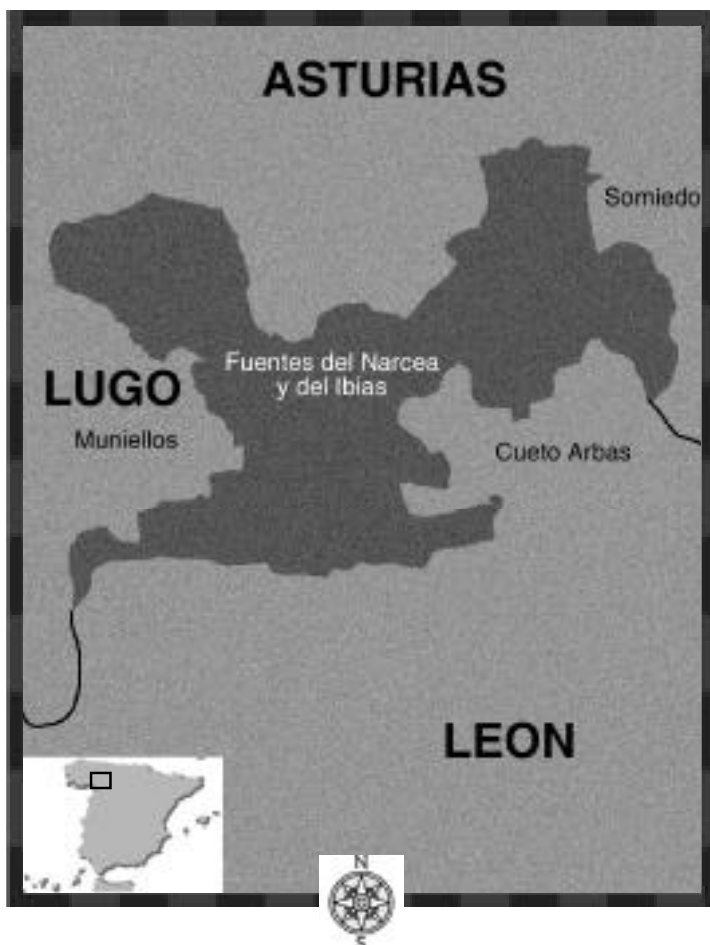 ASTURIAS
Somiedo
Fuentes del Narcea
y del Ibias
LUGO
Muniellos
Cueto Arbas
LEON
N
S